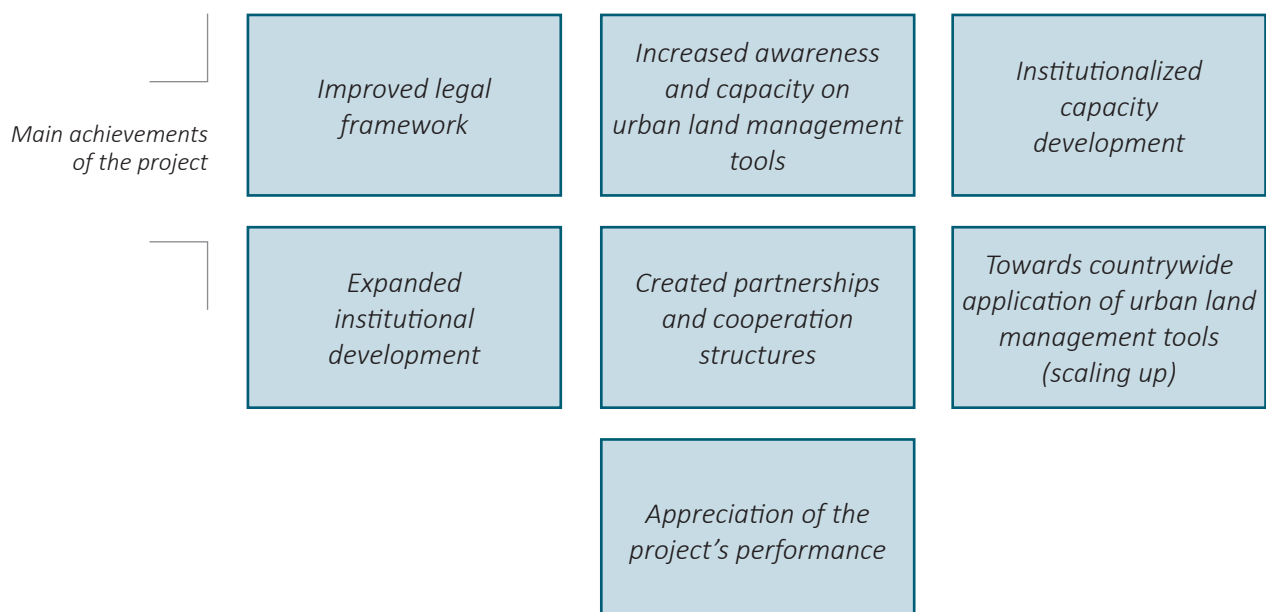 Main achievements
of the project
Improved legal
framework
Increased awareness
and capacity on
urban land management
tools
Institutionalized
capacity
development
Expanded
institutional
development
Created partnerships
and cooperation
structures
Towards countrywide
application of urban land
management tools
(scaling up)
Appreciation of the
project’s performance